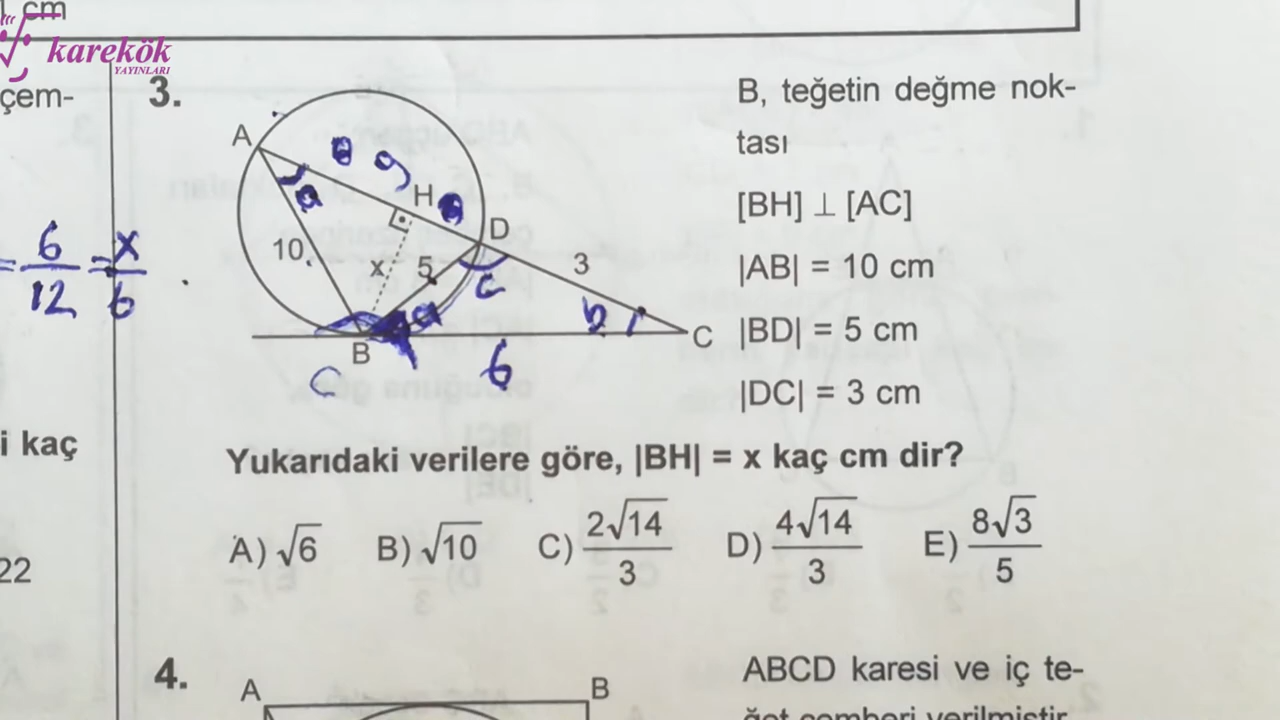 cm
karekök
YAYINLARI
çem-
3.
B, teğetin değme nok-
tası
[BH] ⊥ [AC]
|AB| = 10 cm
|BD| = 5 cm
|DC| = 3 cm
A
a
9
H
D
10
x
5
3
c
a
b
B
C
6
c
= 6/12 = x/6
i kaç
Yukarıdaki verilere göre, |BH| = x kaç cm dir?
A) √6 B) √10 C) 2√14/3 D) 4√14/3 E) 8√3/5
22
4.
A
B
ABCD karesi ve iç te-
ğet çemberi verilmiştir